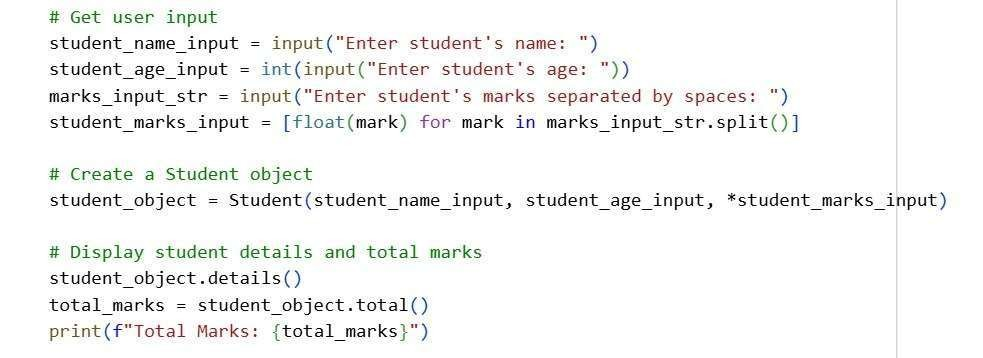 # Get user input
student_name_input = input("Enter student's name: ")
student_age_input = int(input("Enter student's age: "))
marks_input_str = input("Enter student's marks separated by spaces: ")
student_marks_input = [float(mark) for mark in marks_input_str.split()]

# Create a Student object
student_object = Student(student_name_input, student_age_input, *student_marks_input)

# Display student details and total marks
student_object.details()
total_marks = student_object.total()
print(f"Total Marks: {total_marks}")